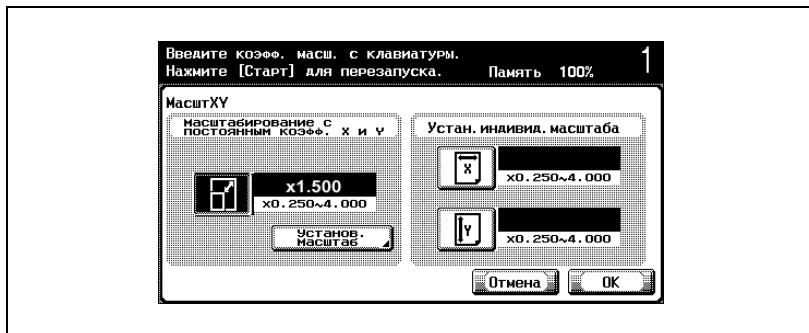 Введите коэфф. масш. с клавиатуры.
Нажмите [Старт] для перезапуска. Память 100% 1
МасштXY
Масштабирование с
постоянным коэфф. X и Y
Устан. индивид. масштаба
x1.500
x0.250~4.000
Установ.
масштаб
X
x0.250~4.000
Y
x0.250~4.000
Отмена OK